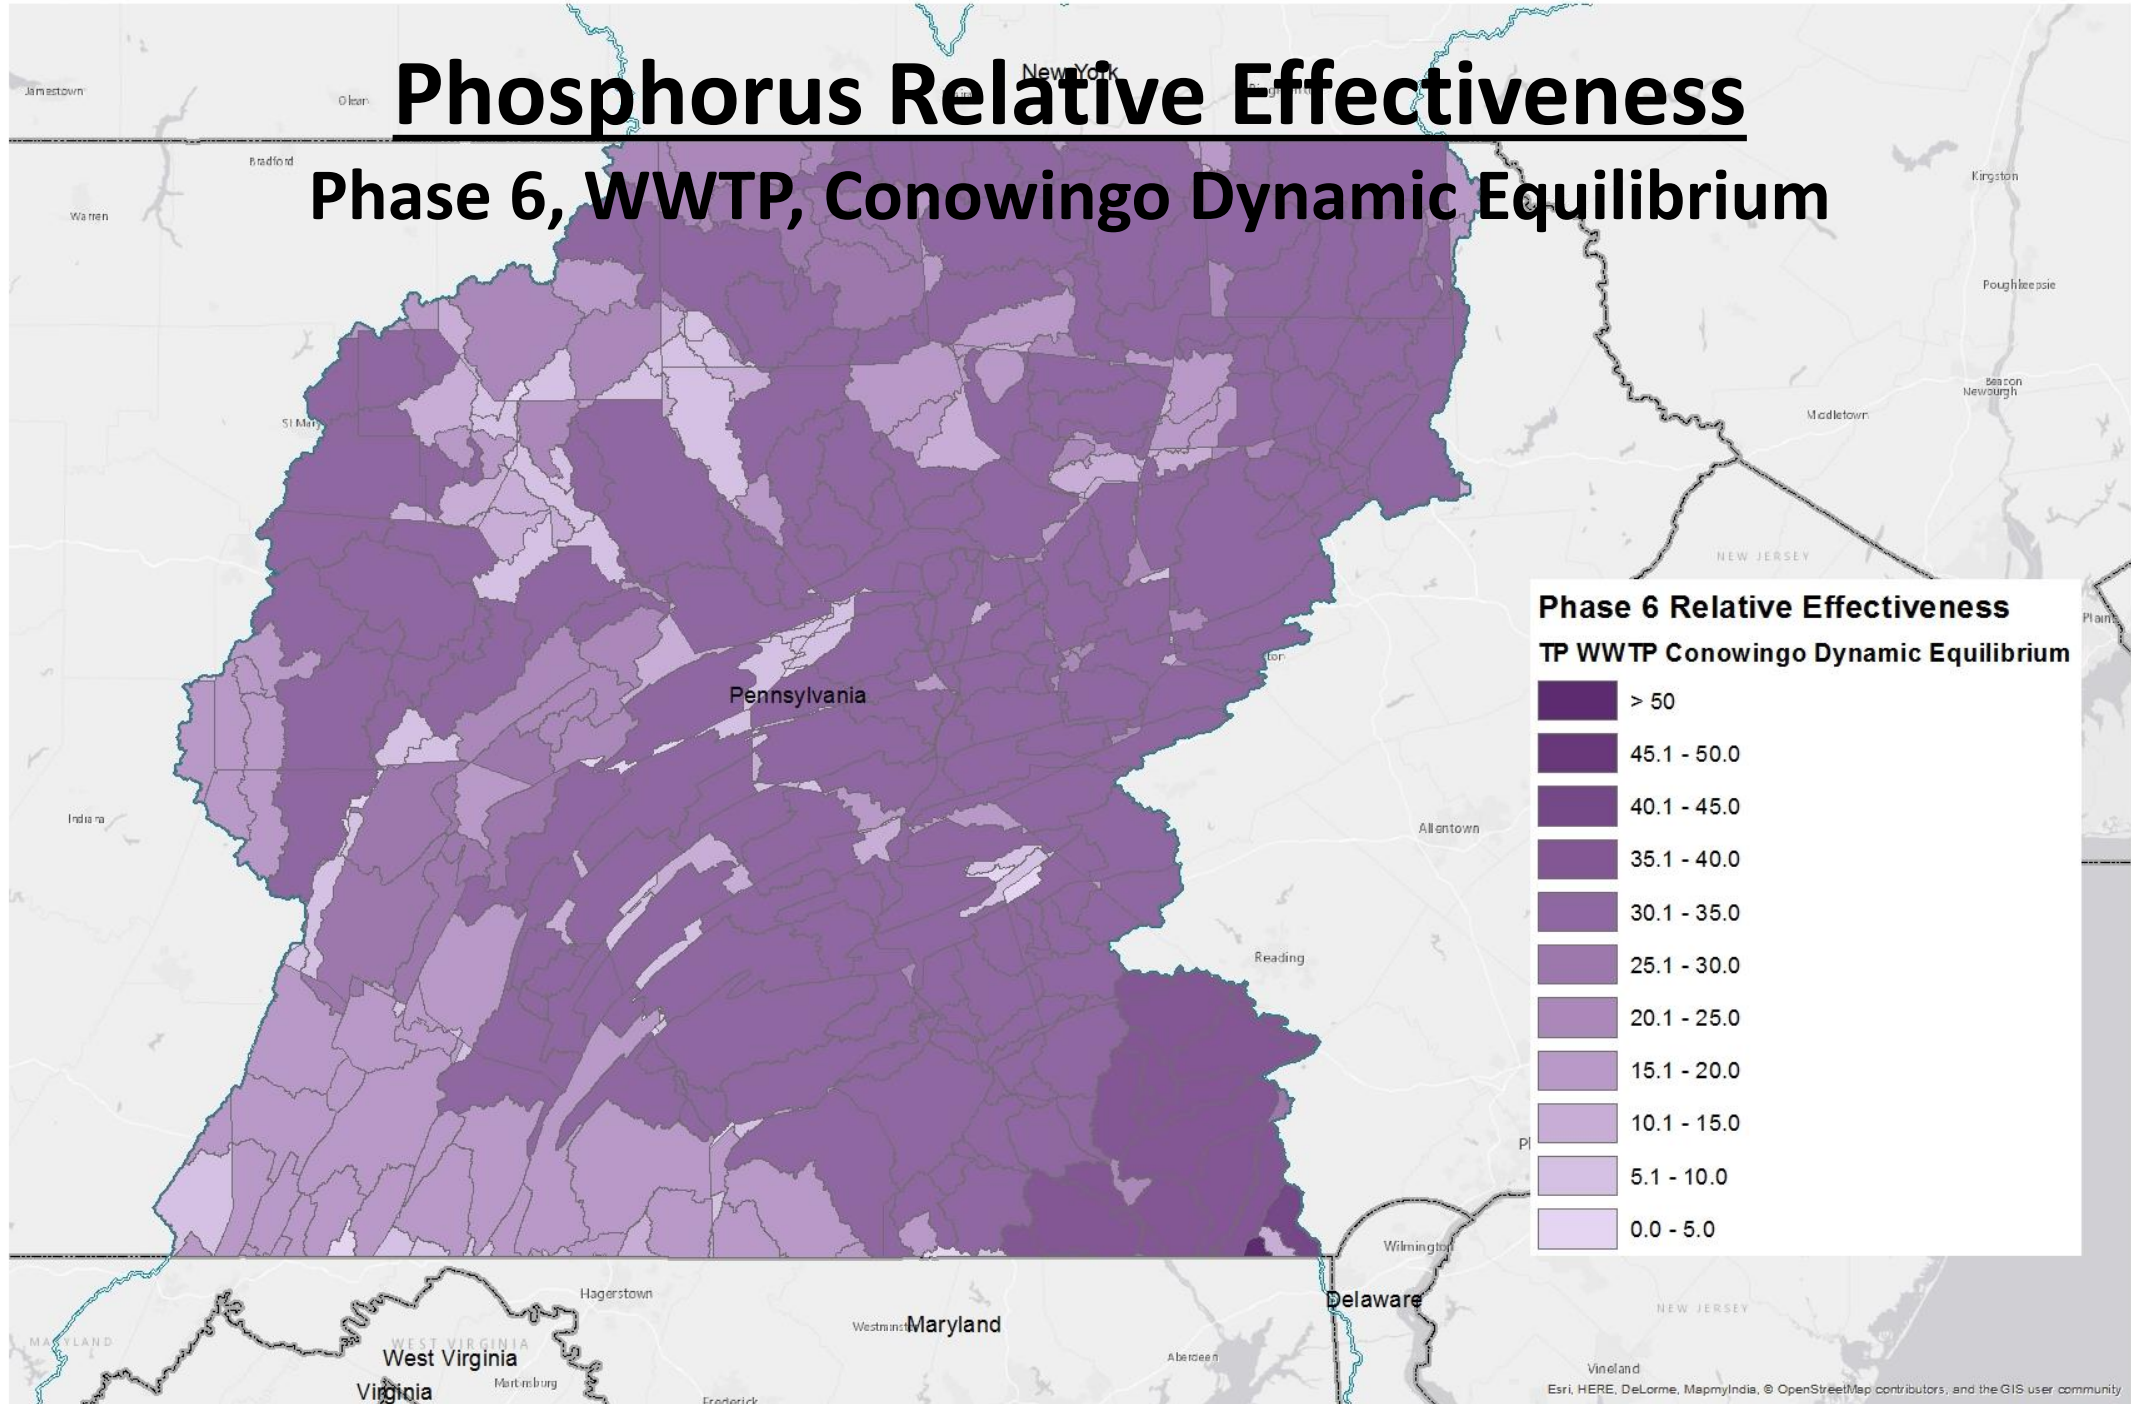 Phosphorus Relative Effectiveness
Phase 6, WWTP, Conowingo Dynamic Equilibrium
New York
Jamestown
Olean
Bradford
Warren
Kingston
Poughkeepsie
Beacon
Newburgh
Middletown
NEW JERSEY
Pennsylvania
Indiana
Allentown
Reading
Phase 6 Relative Effectiveness
TP WWTP Conowingo Dynamic Equilibrium
> 50
45.1 - 50.0
40.1 - 45.0
35.1 - 40.0
30.1 - 35.0
25.1 - 30.0
20.1 - 25.0
15.1 - 20.0
10.1 - 15.0
5.1 - 10.0
0.0 - 5.0
Wilmington
Hagerstown
Delaware
NEW JERSEY
Westminster
Maryland
MARYLAND
WEST VIRGINIA
West Virginia
Aberdeen
Vineland
Martinsburg
Virginia
Frederick
Esri, HERE, DeLorme, MapmyIndia, © OpenStreetMap contributors, and the GIS user community